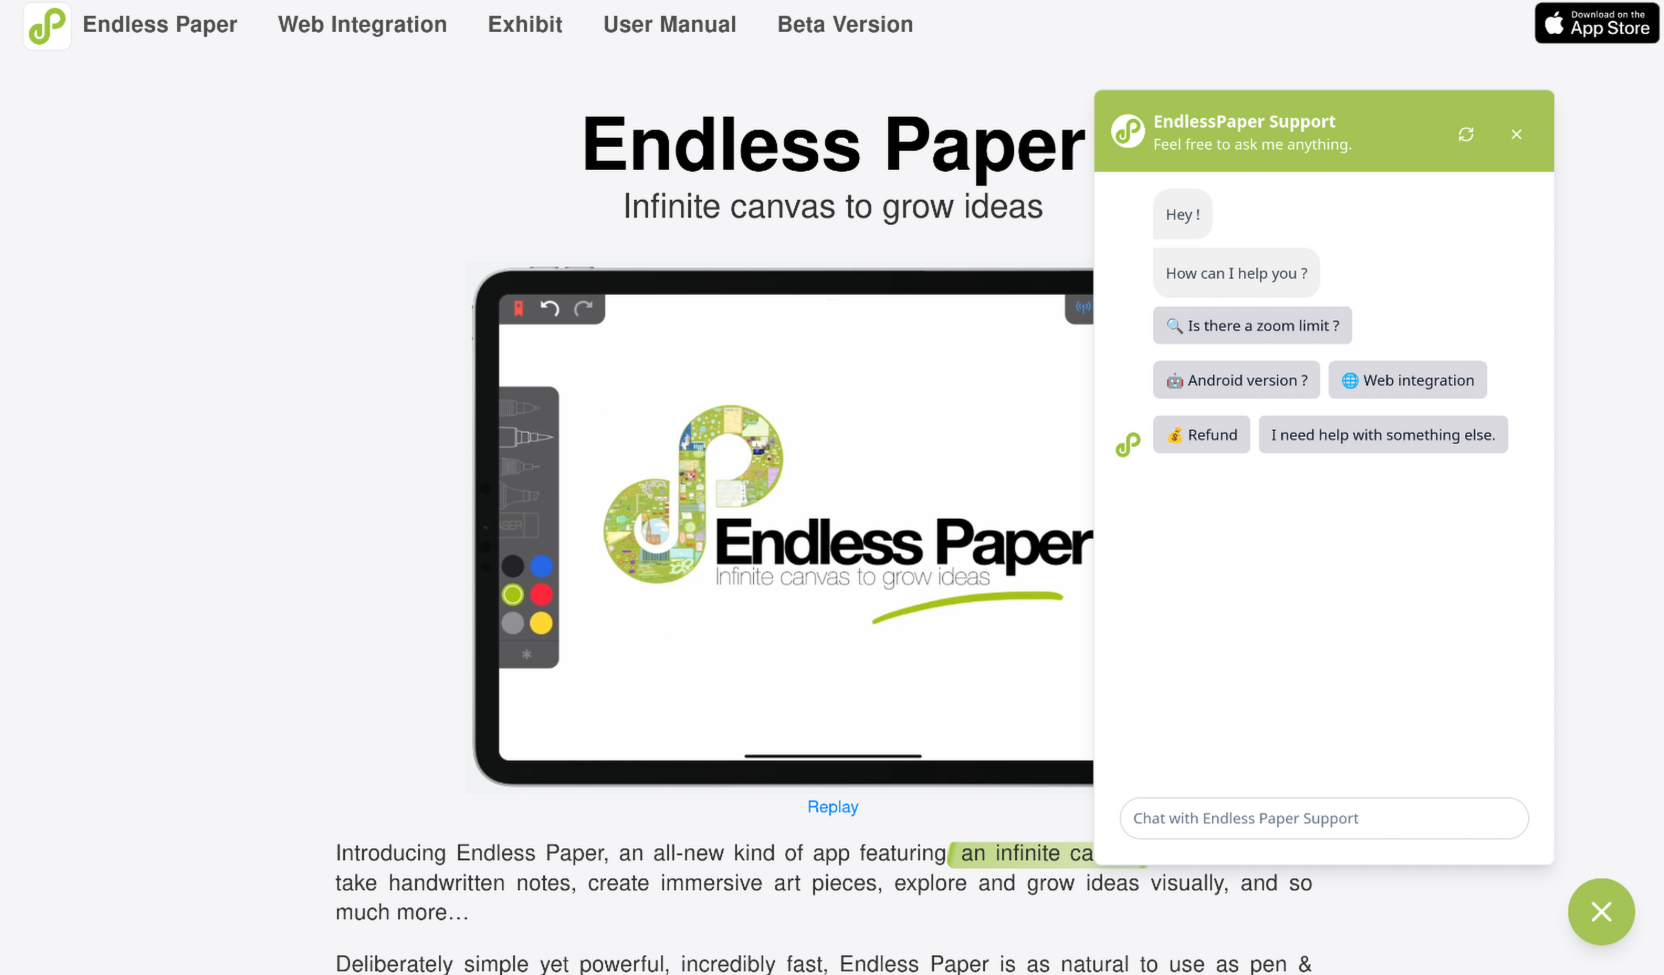 Endless Paper
Web Integration
Exhibit
User Manual
Beta Version
Download on the
App Store
Endless Paper
Infinite canvas to grow ideas
Endless Paper
Infinite canvas to grow ideas
Replay
EndlessPaper Support
Feel free to ask me anything.
Hey !
How can I help you ?
🔍 Is there a zoom limit ?
🤖 Android version ?
🌐 Web integration
💰 Refund
I need help with something else.
Chat with Endless Paper Support
Introducing Endless Paper, an all-new kind of app featuring an infinite ca
take handwritten notes, create immersive art pieces, explore and grow ideas visually, and so
much more…
Deliberately simple yet powerful, incredibly fast, Endless Paper is as natural to use as pen &